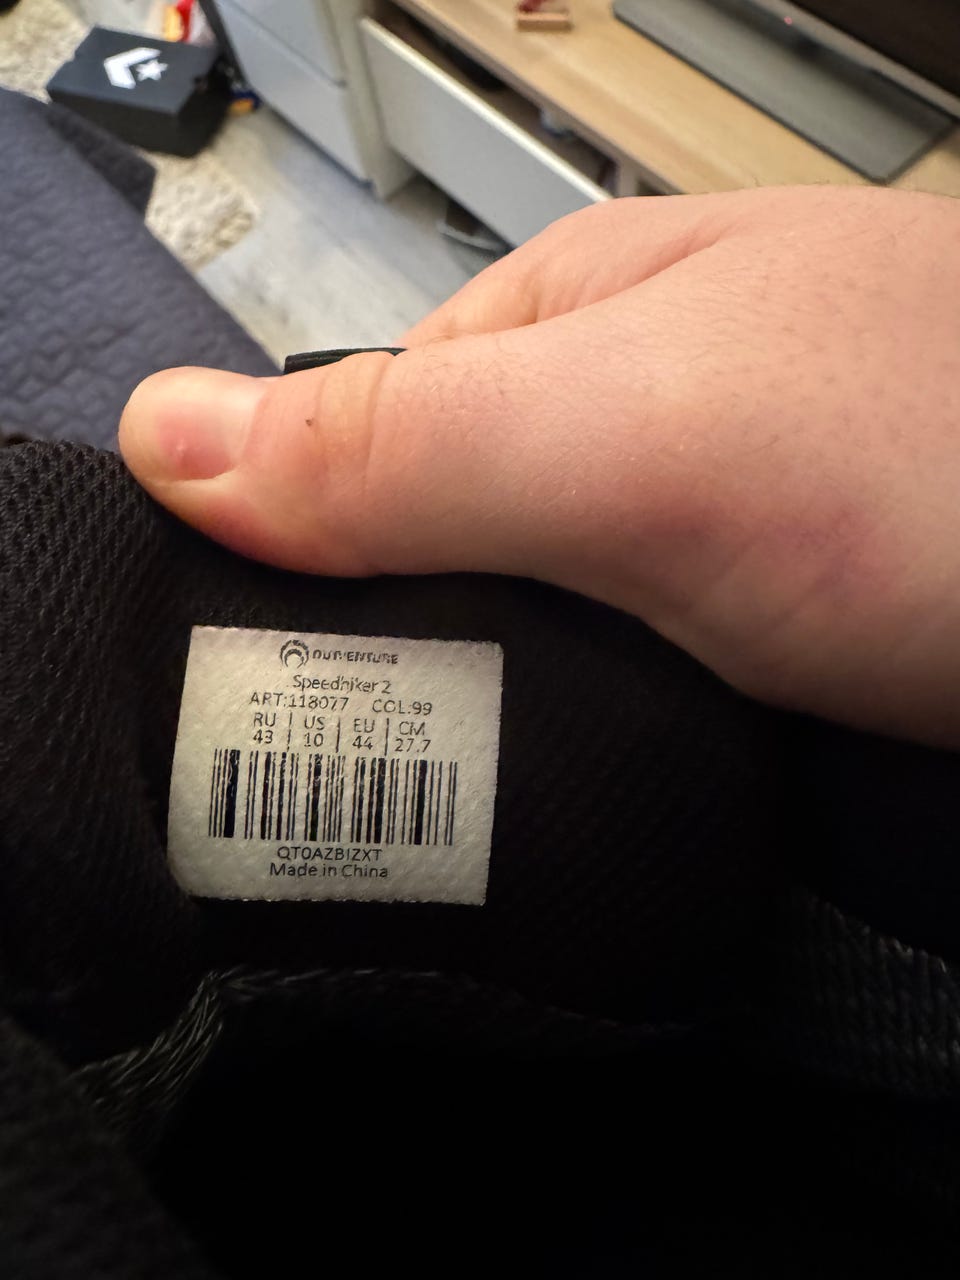 OUTVENTURE
Speedhiker 2
ART:118077 COL:99
RU | US | EU | CM
43 | 10 | 44 | 27.7
QT0AZBIZXT
Made in China